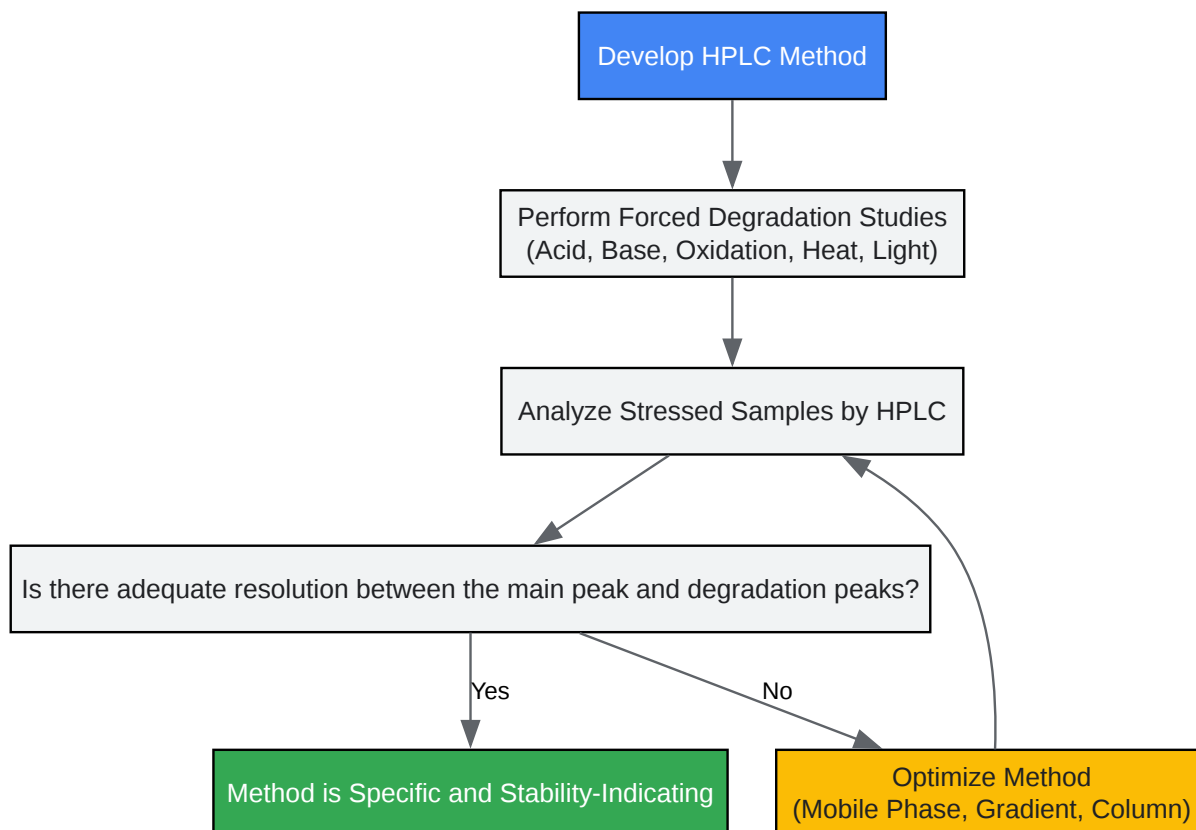 Develop HPLC Method
Perform Forced Degradation Studies
(Acid, Base, Oxidation, Heat, Light)
Analyze Stressed Samples by HPLC
Is there adequate resolution between the main peak and degradation peaks?
Yes
No
Method is Specific and Stability-Indicating
Optimize Method
(Mobile Phase, Gradient, Column)